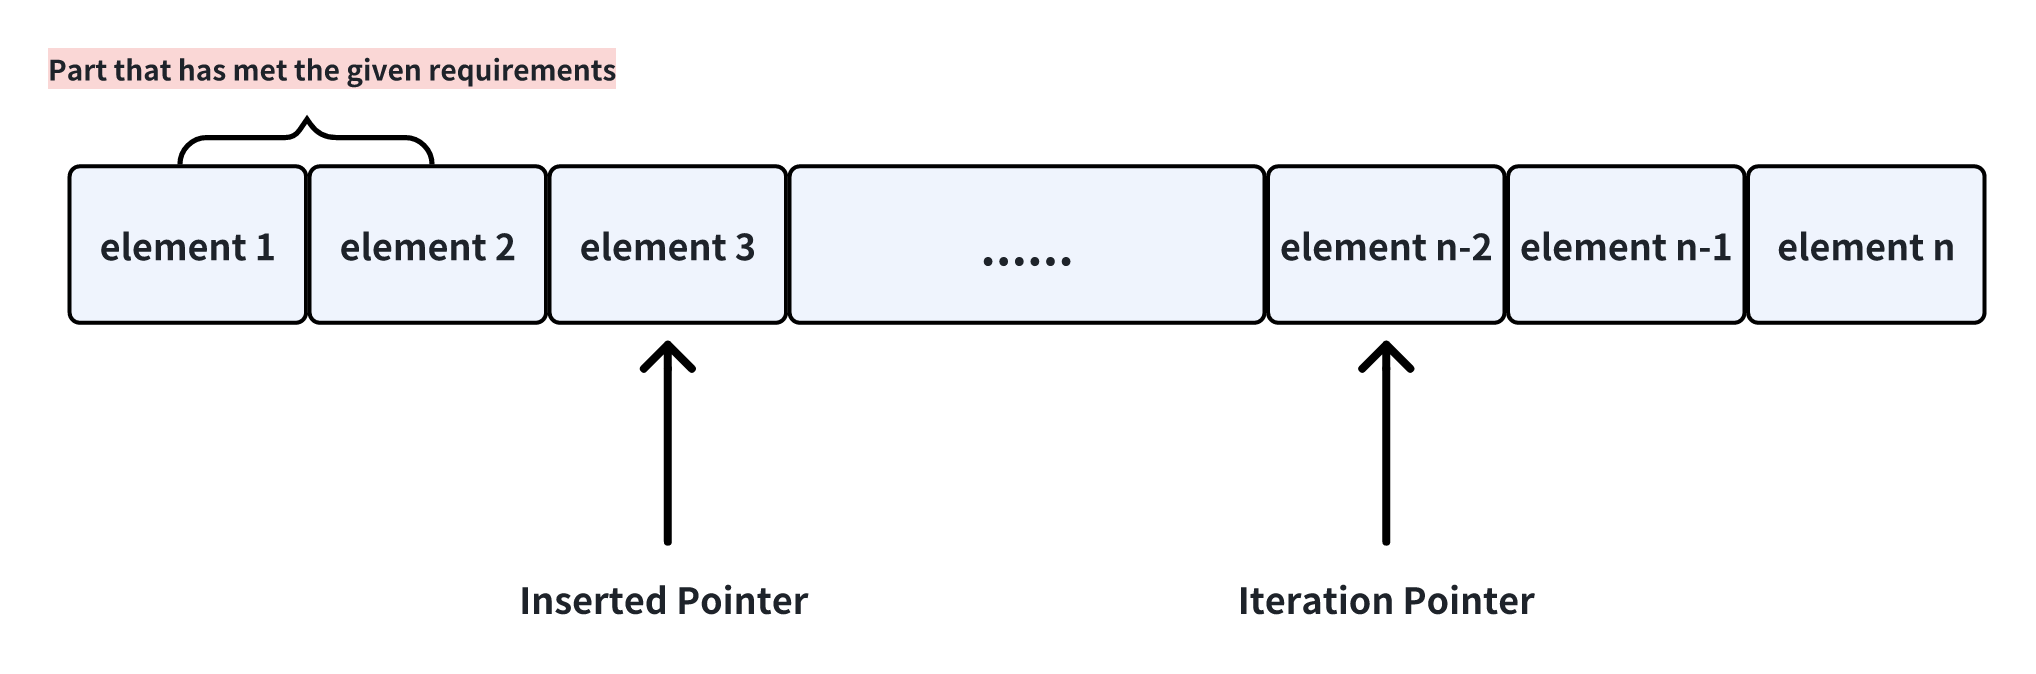 Part that has met the given requirements
element 1
element 2
element 3
......
element n-2
element n-1
element n
Inserted Pointer
Iteration Pointer